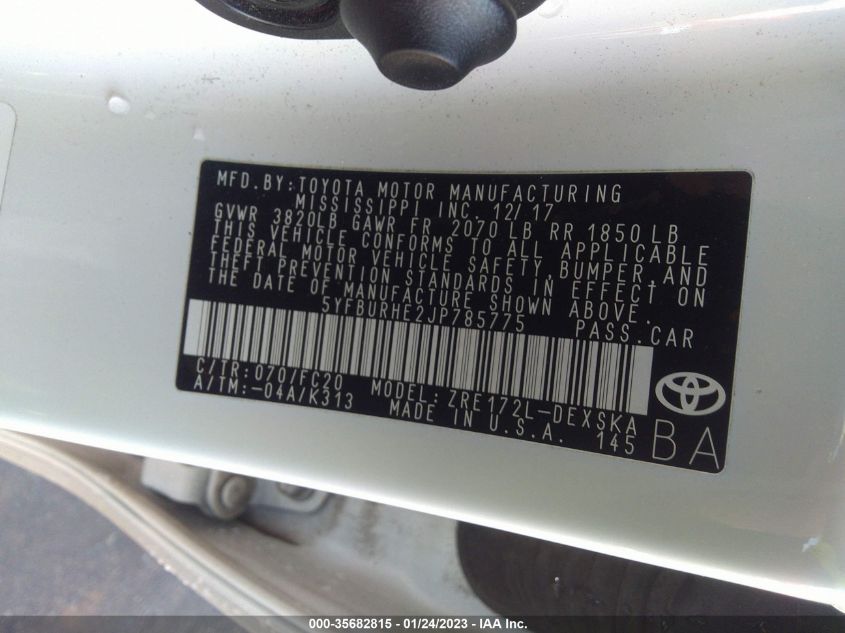 MFD.BY:TOYOTA MOTOR MANUFACTURING
MISSISSIPPI INC. 12/17
GVWR 3820LB GAWR FR 2070 LB RR 1850 LB
THIS VEHICLE CONFORMS TO ALL APPLICABLE
FEDERAL MOTOR VEHICLE SAFETY,BUMPER,AND
THEFT PREVENTION STANDARDS IN EFFECT ON
THE DATE OF MANUFACTURE SHOWN ABOVE.
5YFBURHE2JP785775 PASS.CAR
C/TR:070/FC20 MODEL:ZRE172L-DEXSKA
A/TM:-04A/K313 MADE IN U.S.A. 145
BA
000-35682815 - 01/24/2023 - © IAA Inc.